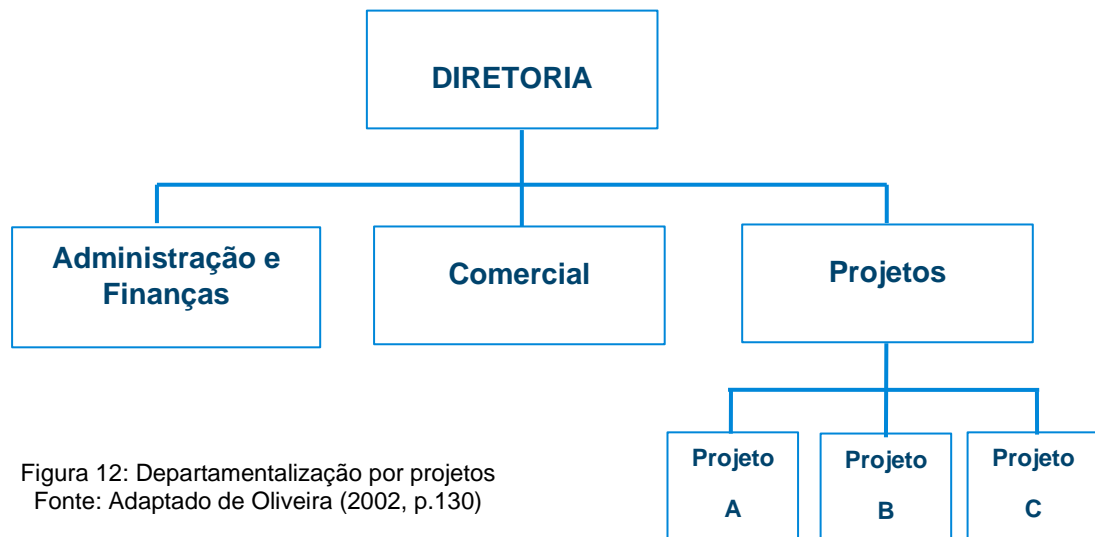 DIRETORIA
Administração e
Finanças
Comercial
Projetos
Projeto
A
Projeto
B
Projeto
C
Figura 12: Departamentalização por projetos
Fonte: Adaptado de Oliveira (2002, p.130)